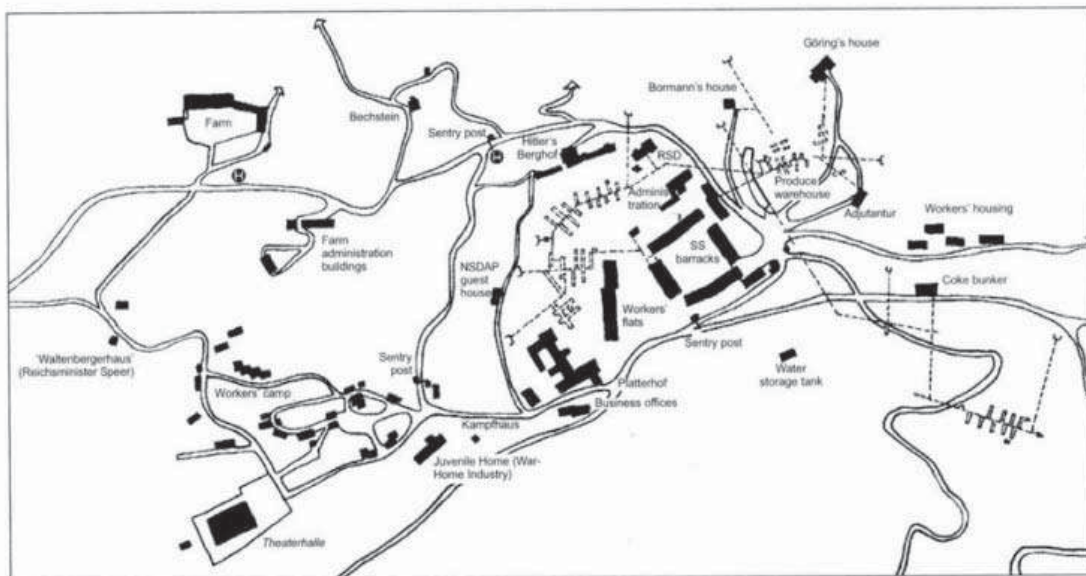 Göring's house
Bormann's house
Farm
Bechstein
Sentry post
Hitler's
Berghof
RSD
H
H
Adminis
tration
Produce
warehouse
Adjutantur
Workers' housing
Farm
administration
buildings
SS
barracks
NSDAP
guest
house
Coke bunker
Workers'
flats
'Waltenbergerhaus'
(Reichsminister Speer)
Sentry
post
Sentry post
Water
storage tank
Workers' camp
Platterhof
Business offices
Kampfhaus
Juvenile Home (War-
Home Industry)
Theaterhalle